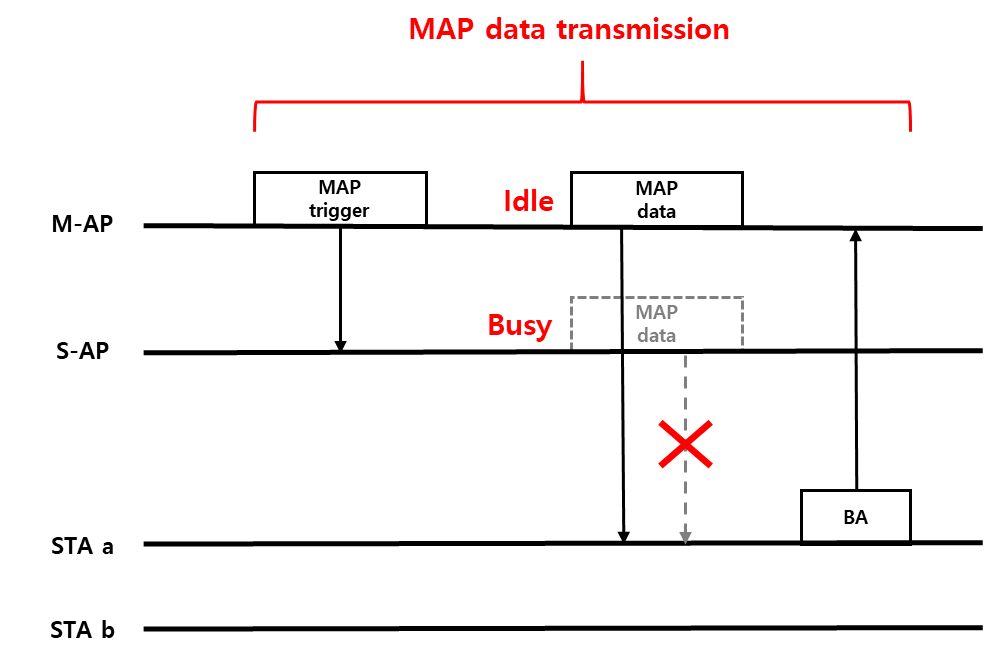 MAP data transmission
MAP
trigger
Idle
MAP
data
M-AP
Busy
MAP
data
S-AP
BA
STA a
STA b